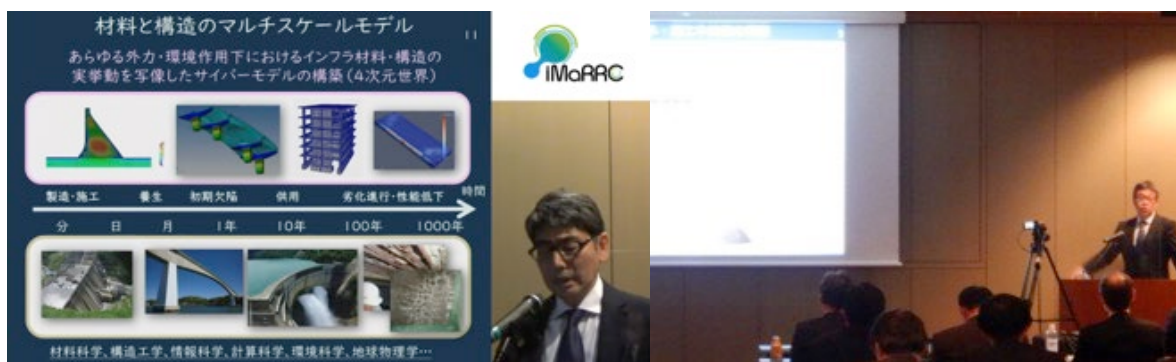 材料と構造のマルチスケールモデル
11
あらゆる外力・環境作用下におけるインフラ材料・構造の
実挙動を写像したサイバーモデルの構築(4次元世界)
製造・施工 養生 初期欠陥 供用 劣化進行・性能低下 時間
分 日 月 1年 10年 100年 1000年
材料科学、構造工学、情報科学、計算科学、環境科学、地球物理学…
iMaRRC